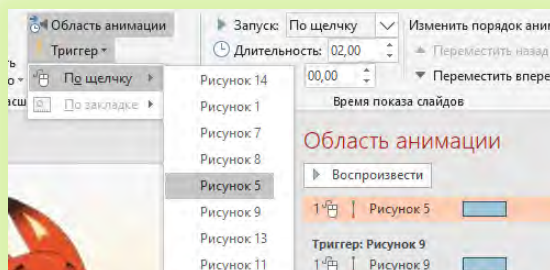 Область анимации
Запуск: По щелчку
Изменить порядок
Триггер
Длительность: 02,00
Переместить назад
По щелчку
00,00
Переместить
По закладке
Время показа слайдов
Рисунок 14
Рисунок 1
Рисунок 7
Рисунок 8
Рисунок 5
Рисунок 9
Рисунок 13
Рисунок 11
Область анимации
Воспроизвести
1 Рисунок 5
Триггер: Рисунок 9
1 Рисунок 9